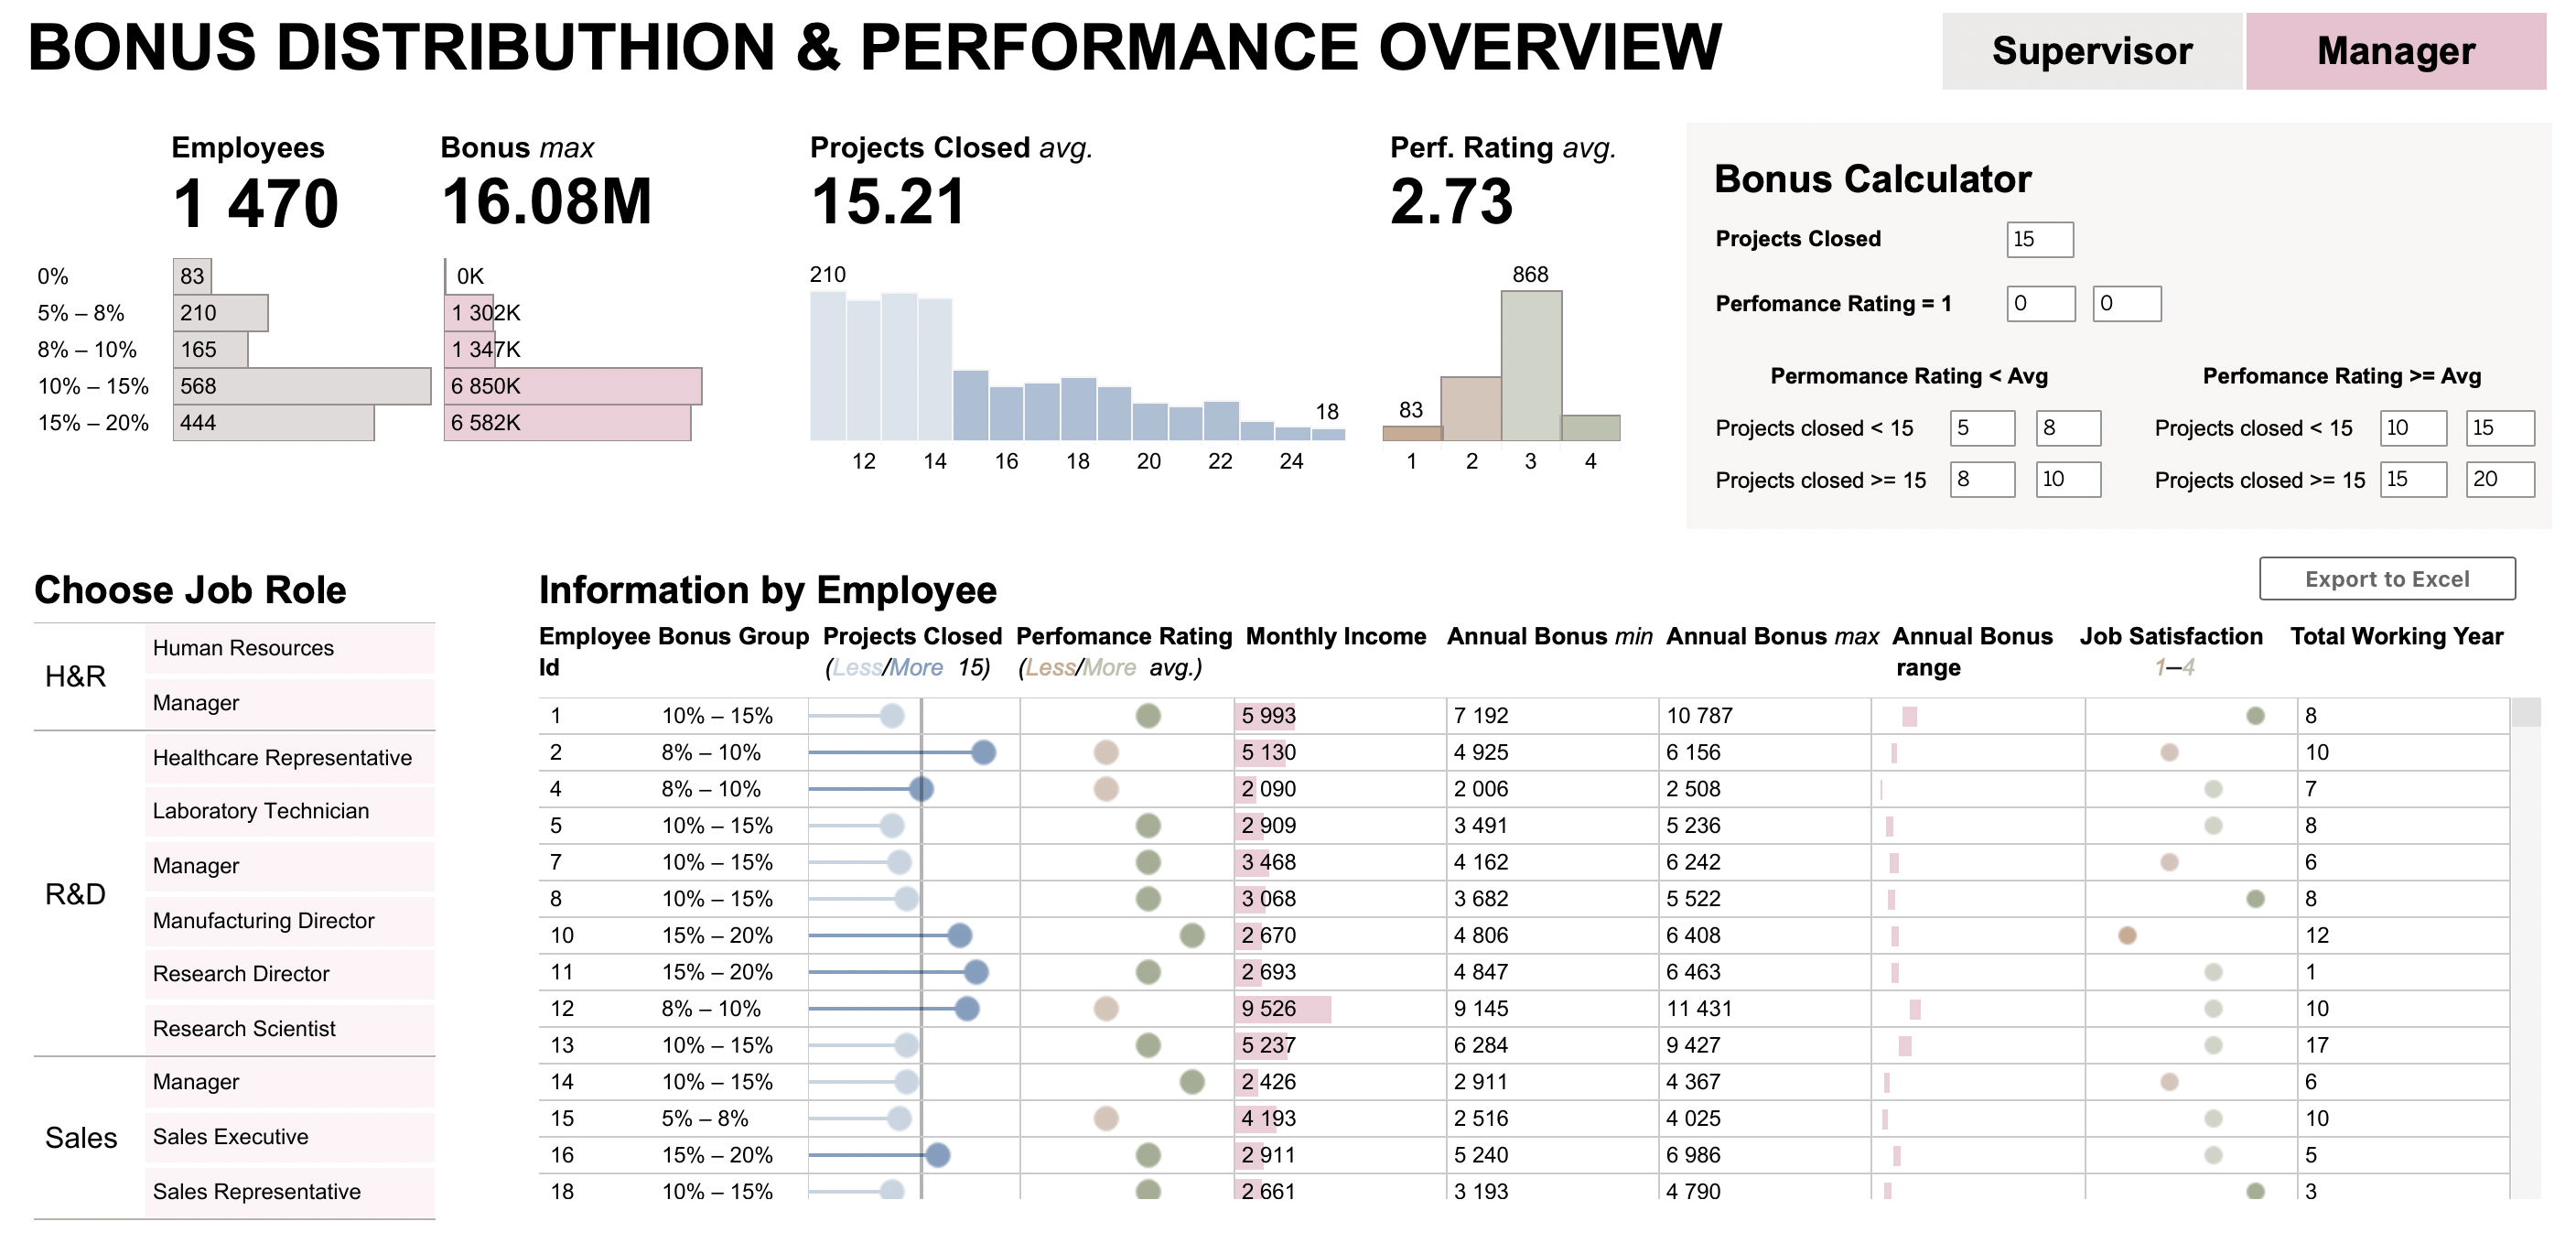 BONUS DISTRIBUTHION & PERFORMANCE OVERVIEW
Supervisor Manager
Employees Bonus max Projects Closed avg. Perf. Rating avg.
1 470 16.08M 15.21 2.73
0% 83 0K
5% – 8% 210 1 302K
8% – 10% 165 1 347K
10% – 15% 568 6 850K
15% – 20% 444 6 582K
210 18
12 14 16 18 20 22 24
868
83
1 2 3 4
Bonus Calculator
Projects Closed 15
Perfomance Rating = 1 0 0
Permomance Rating < Avg Perfomance Rating >= Avg
Projects closed < 15 5 8 Projects closed < 15 10 15
Projects closed >= 15 8 10 Projects closed >= 15 15 20
Choose Job Role
H&R
Human Resources
Manager
R&D
Healthcare Representative
Laboratory Technician
Manager
Manufacturing Director
Research Director
Research Scientist
Sales
Manager
Sales Executive
Sales Representative
Information by Employee
Export to Excel
Employee Bonus Group Projects Closed Perfomance Rating Monthly Income Annual Bonus min Annual Bonus max Annual Bonus Job Satisfaction Total Working Year
Id (Less/More 15) (Less/More avg.) range 1–4
1 10% – 15% 5 993 7 192 10 787 8
2 8% – 10% 5 130 4 925 6 156 10
4 8% – 10% 2 090 2 006 2 508 7
5 10% – 15% 2 909 3 491 5 236 8
7 10% – 15% 3 468 4 162 6 242 6
8 10% – 15% 3 068 3 682 5 522 8
10 15% – 20% 2 670 4 806 6 408 12
11 15% – 20% 2 693 4 847 6 463 1
12 8% – 10% 9 526 9 145 11 431 10
13 10% – 15% 5 237 6 284 9 427 17
14 10% – 15% 2 426 2 911 4 367 6
15 5% – 8% 4 193 2 516 4 025 10
16 15% – 20% 2 911 5 240 6 986 5
18 10% – 15% 2 661 3 193 4 790 3